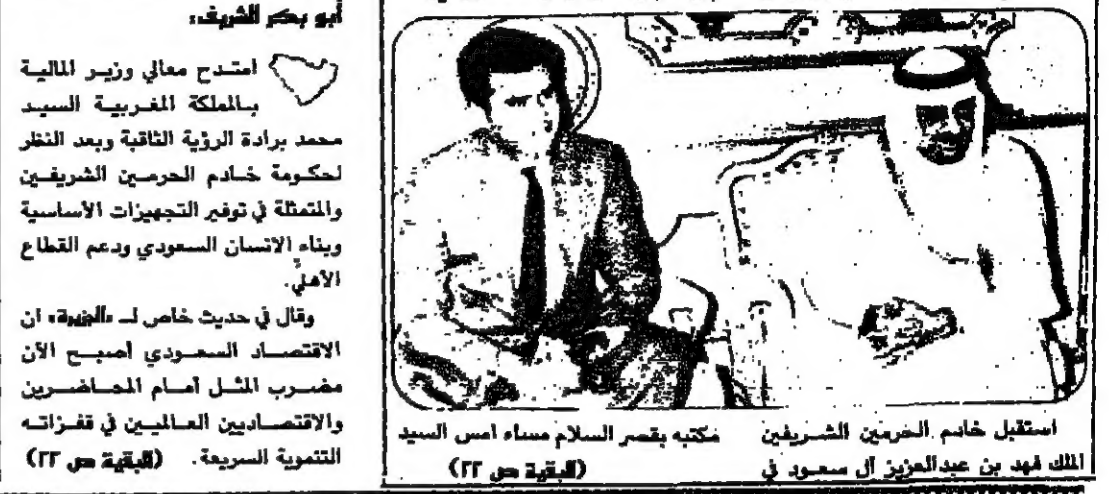 أبو بكر الشريف:
امتدح معالي وزير المالية
بالمملكة المغربية السيد
محمد برادة الرؤية الثاقبة وبعد النظر
لحكومة خادم الحرمين الشريفين
والمتمثلة في توفير التجهيزات الأساسية
وبناء الانسان السعودي ودعم القطاع
الأهلي.
وقال في حديث خاص لـ «الجزيرة» ان
الاقتصاد السعودي أصبح الآن
مضرب المثل أمام المحاضرين
والاقتصاديين العالميين في قفزاته
التنموية السريعة. (البقية ص ٢٣)
استقبل خادم الحرمين الشريفين
الملك فهد بن عبدالعزيز آل سعود في
مكتبه بقصر السلام مساء امس السيد
(البقية ص ٢٣)